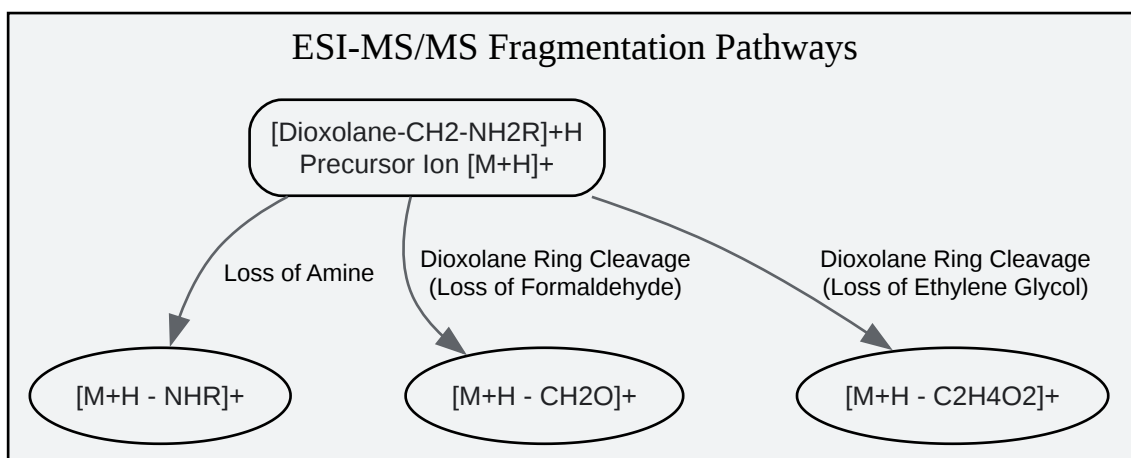 ESI-MS/MS Fragmentation Pathways
[Dioxolane-CH2-NH2R]+H
Precursor Ion [M+H]+
Loss of Amine
Dioxolane Ring Cleavage
(Loss of Formaldehyde)
Dioxolane Ring Cleavage
(Loss of Ethylene Glycol)
[M+H - NHR]+
[M+H - CH2O]+
[M+H - C2H4O2]+